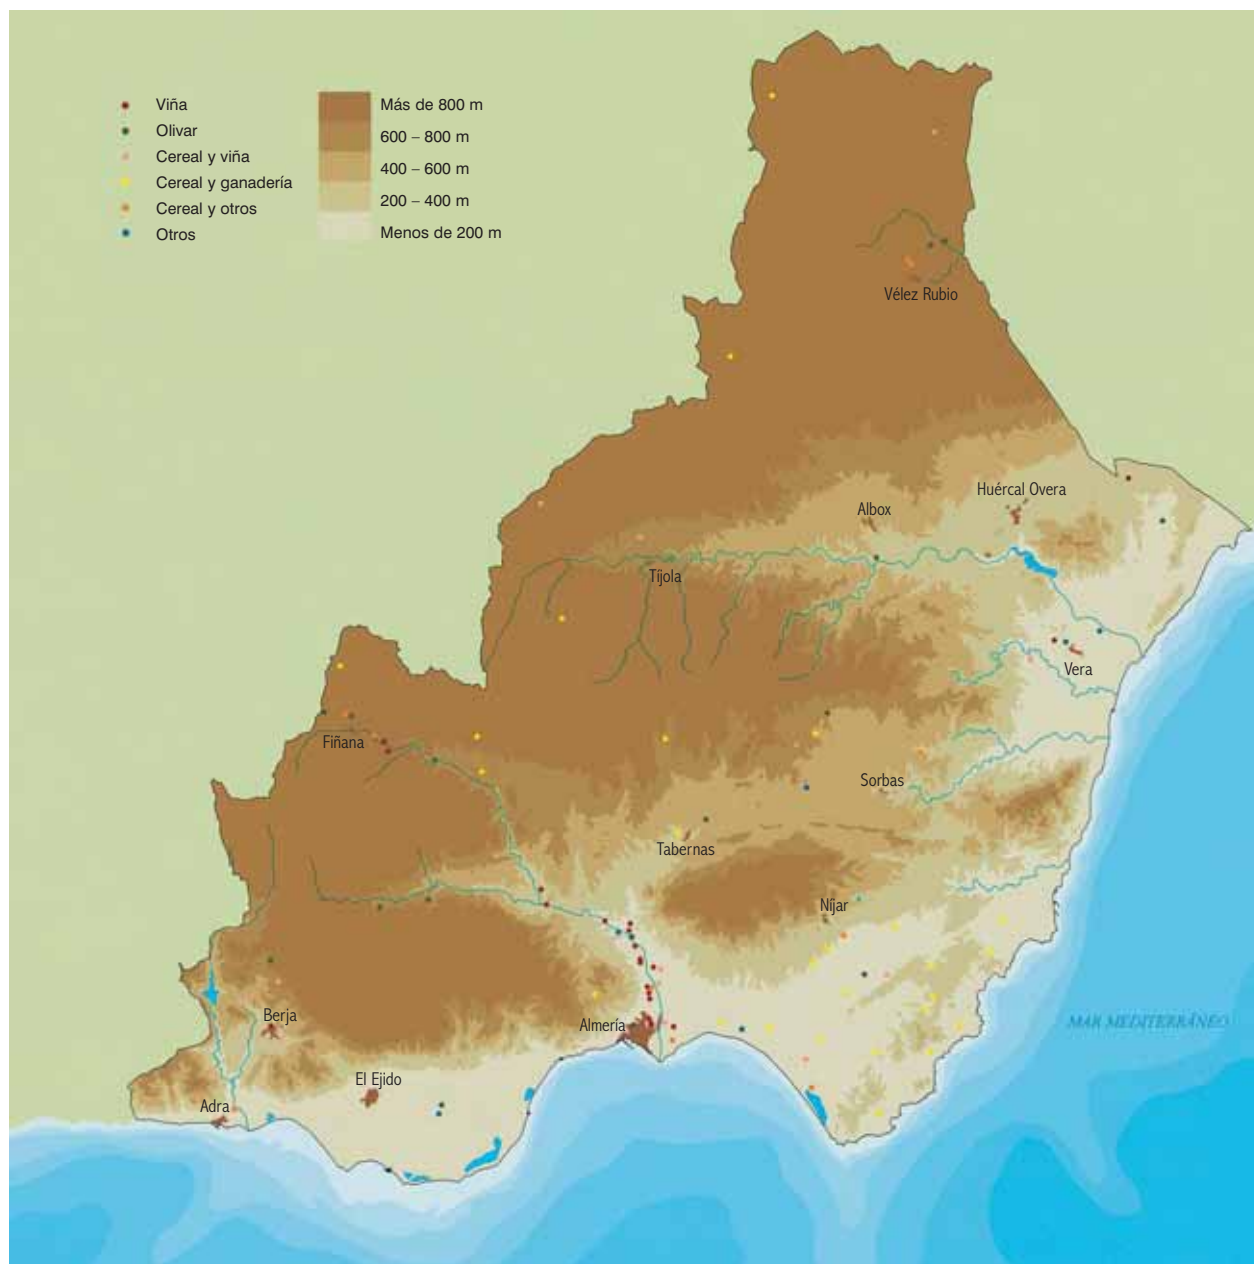 Viña
Olivar
Cereal y viña
Cereal y ganadería
Cereal y otros
Otros
Más de 800 m
600 – 800 m
400 – 600 m
200 – 400 m
Menos de 200 m
Vélez Rubio
Huércal Overa
Albox
Tíjola
Vera
Fiñana
Sorbas
Tabernas
Níjar
Berja
Almería
MAR MEDITERRÁNEO
El Ejido
Adra